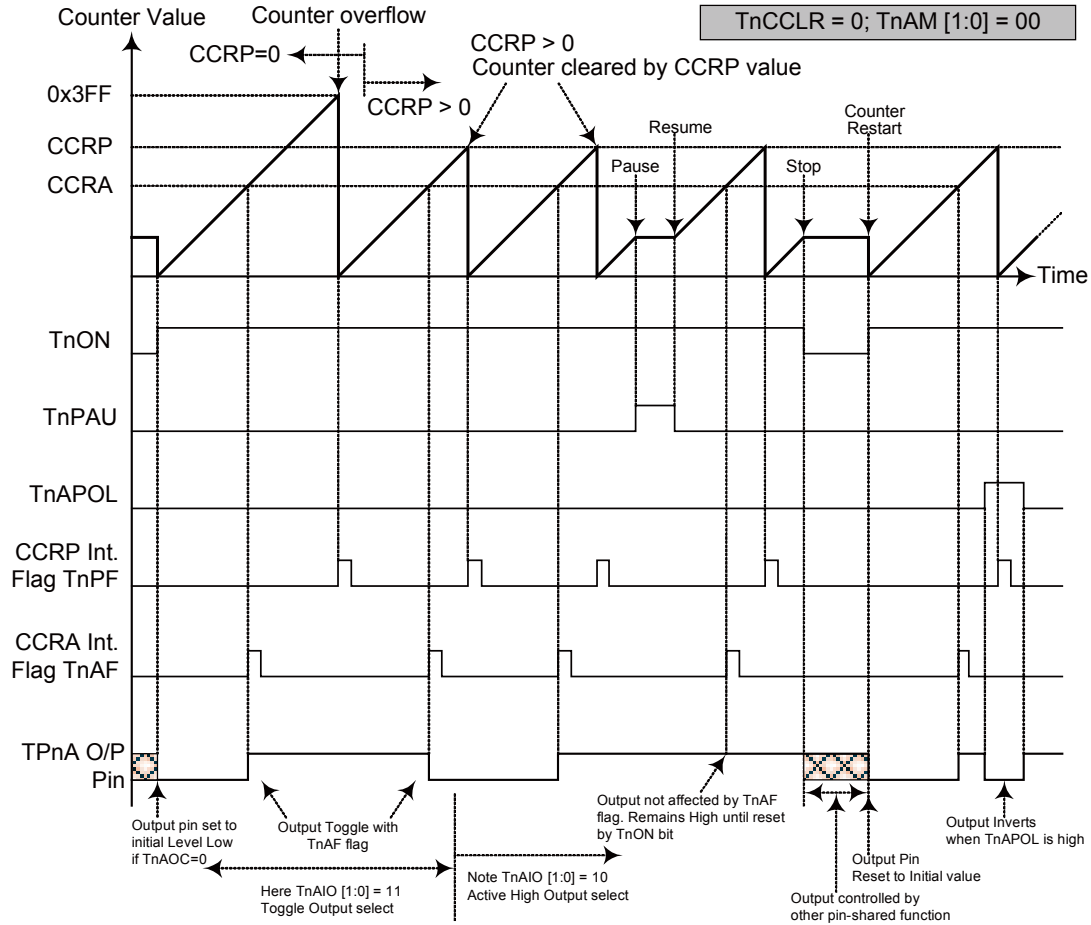 Counter Value
Counter overflow
TnCCLR = 0; TnAM [1:0] = 00
CCRP=0
CCRP > 0
CCRP > 0
Counter cleared by CCRP value
0x3FF
CCRP
CCRA
Pause
Resume
Stop
Counter
Restart
Time
TnON
TnPAU
TnAPOL
CCRP Int.
Flag TnPF
CCRA Int.
Flag TnAF
TPnA O/P
Pin
Output pin set to
initial Level Low
if TnAOC=0
Output Toggle with
TnAF flag
Here TnAIO [1:0] = 11
Toggle Output select
Note TnAIO [1:0] = 10
Active High Output select
Output not affected by TnAF
flag. Remains High until reset
by TnON bit
Output controlled by
other pin-shared function
Output Pin
Reset to Initial value
Output Inverts
when TnAPOL is high